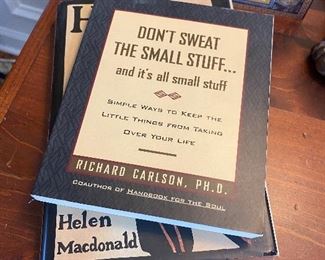 H
DON'T SWEAT
THE SMALL STUFF...
and it's all small stuff
SIMPLE WAYS TO KEEP THE
LITTLE THINGS FROM TAKING
OVER YOUR LIFE
RICHARD CARLSON, PH.D.
COAUTHOR OF HANDBOOK FOR THE SOUL
Helen
Macdonald